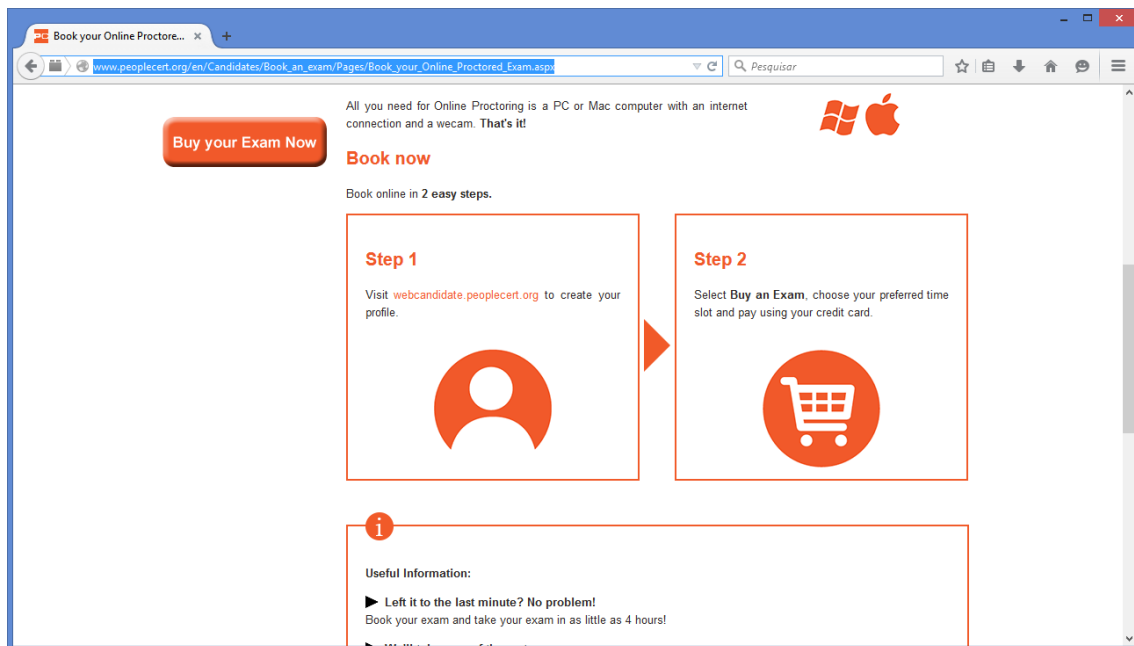 PC Book your Online Proctore...
www.peoplecert.org/en/Candidates/Book_an_exam/Pages/Book_your_Online_Proctored_Exam.aspx
Pesquisar
All you need for Online Proctoring is a PC or Mac computer with an internet
connection and a wecam. That's it!
Buy your Exam Now
Book now
Book online in 2 easy steps.
Step 1
Visit webcandidate.peoplecert.org to create your
profile.
Step 2
Select Buy an Exam, choose your preferred time
slot and pay using your credit card.
i
Useful Information:
Left it to the last minute? No problem!
Book your exam and take your exam in as little as 4 hours!